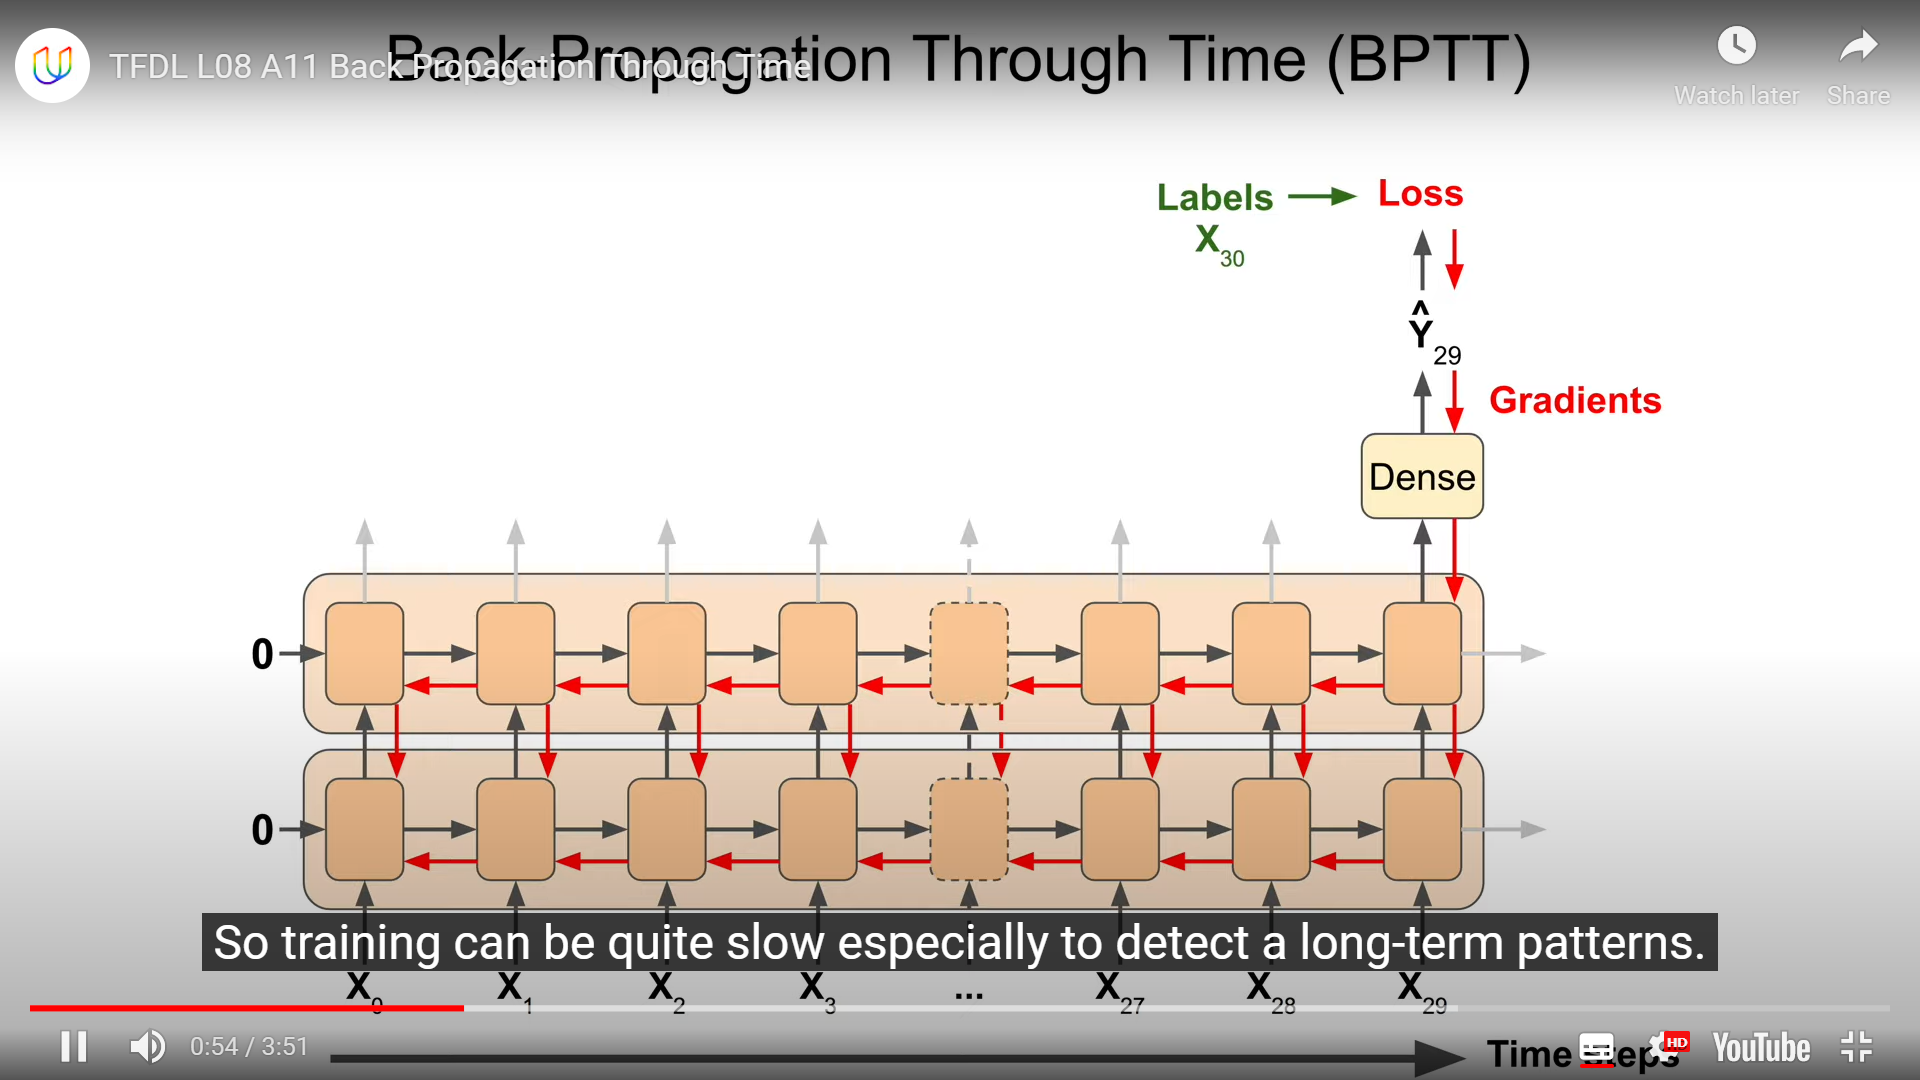 Back Propagation Through Time (BPTT)
TFDL L08 A11 Back Propagation Through Time
Watch later
Share
Labels
Loss
X30
Ŷ29
Gradients
Dense
0
0
So training can be quite slow especially to detect a long-term patterns.
X0 X1 X2 X3 ... X27 X28 X29
0:54 / 3:51
Time Steps
HD
YouTube